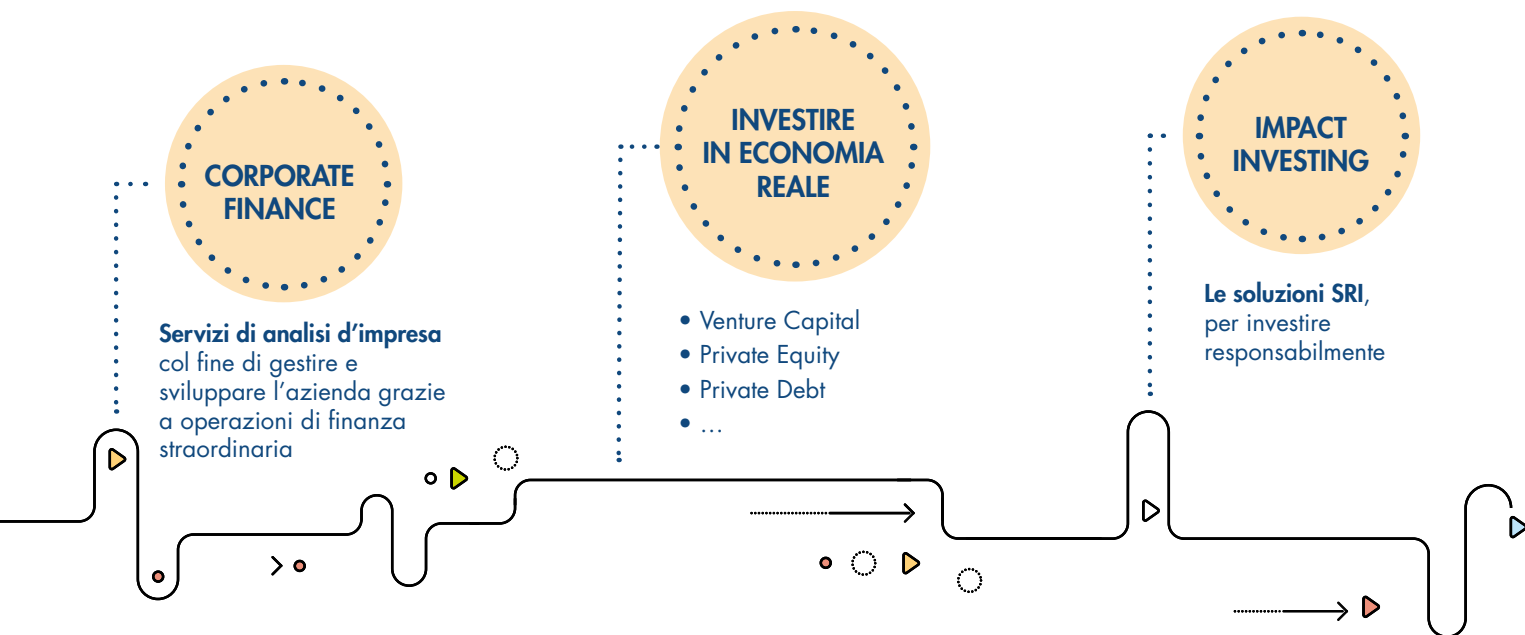 CORPORATE
FINANCE
Servizi di analisi d’impresa
col fine di gestire e
sviluppare l’azienda grazie
a operazioni di finanza
straordinaria
INVESTIRE
IN ECONOMIA
REALE
• Venture Capital
• Private Equity
• Private Debt
• …
IMPACT
INVESTING
Le soluzioni SRI,
per investire
responsabilmente